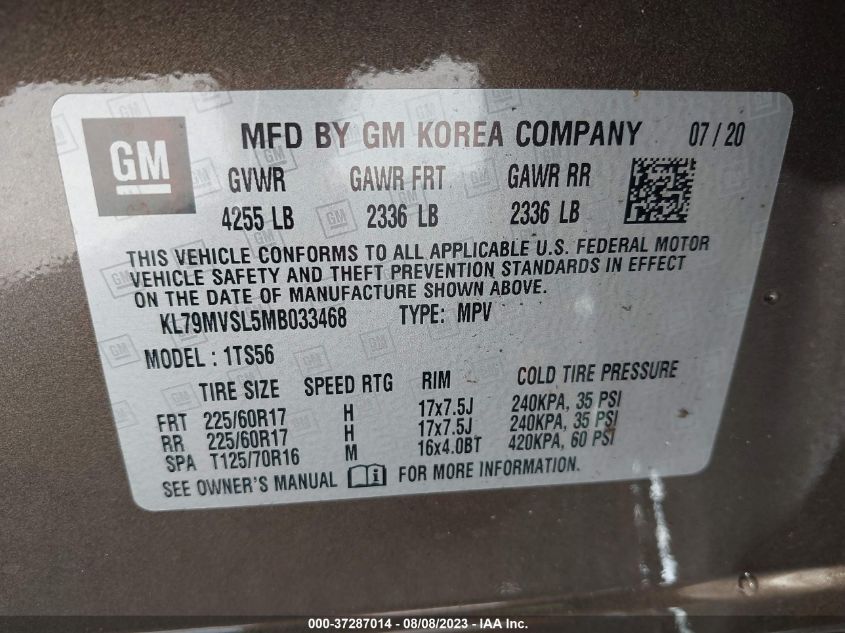 GM
MFD BY GM KOREA COMPANY 07/20
GVWR GAWR FRT GAWR RR
4255 LB 2336 LB 2336 LB
THIS VEHICLE CONFORMS TO ALL APPLICABLE U.S. FEDERAL MOTOR
VEHICLE SAFETY AND THEFT PREVENTION STANDARDS IN EFFECT
ON THE DATE OF MANUFACTURE SHOWN ABOVE.
KL79MVSL5MB033468 TYPE: MPV
MODEL : 1TS56
TIRE SIZE SPEED RTG RIM COLD TIRE PRESSURE
FRT 225/60R17 H 17x7.5J 240KPA, 35 PSI
RR 225/60R17 H 17x7.5J 240KPA, 35 PSI
SPA T125/70R16 M 16x4.0BT 420KPA, 60 PSI
SEE OWNER'S MANUAL FOR MORE INFORMATION.
000-37287014 - 08/08/2023 - IAA Inc.